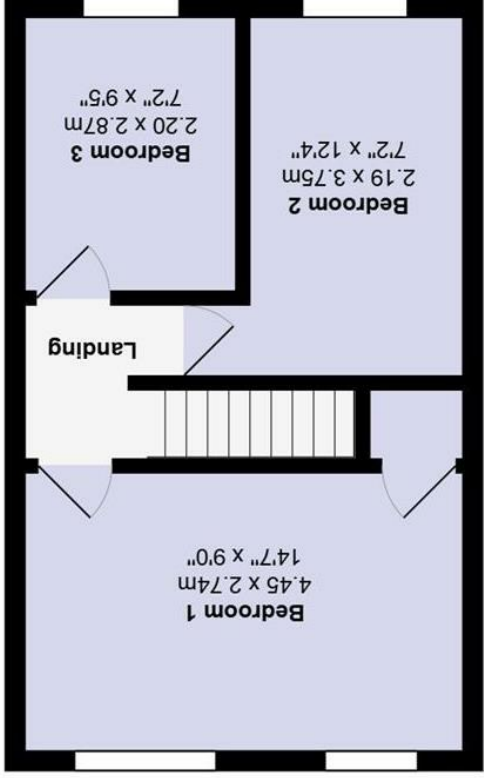 Bedroom 1
4.45 x 2.74m
14'7" x 9'0"
Landing
Bedroom 2
2.19 x 3.75m
7'2" x 12'4"
Bedroom 3
2.20 x 2.87m
7'2" x 9'5"